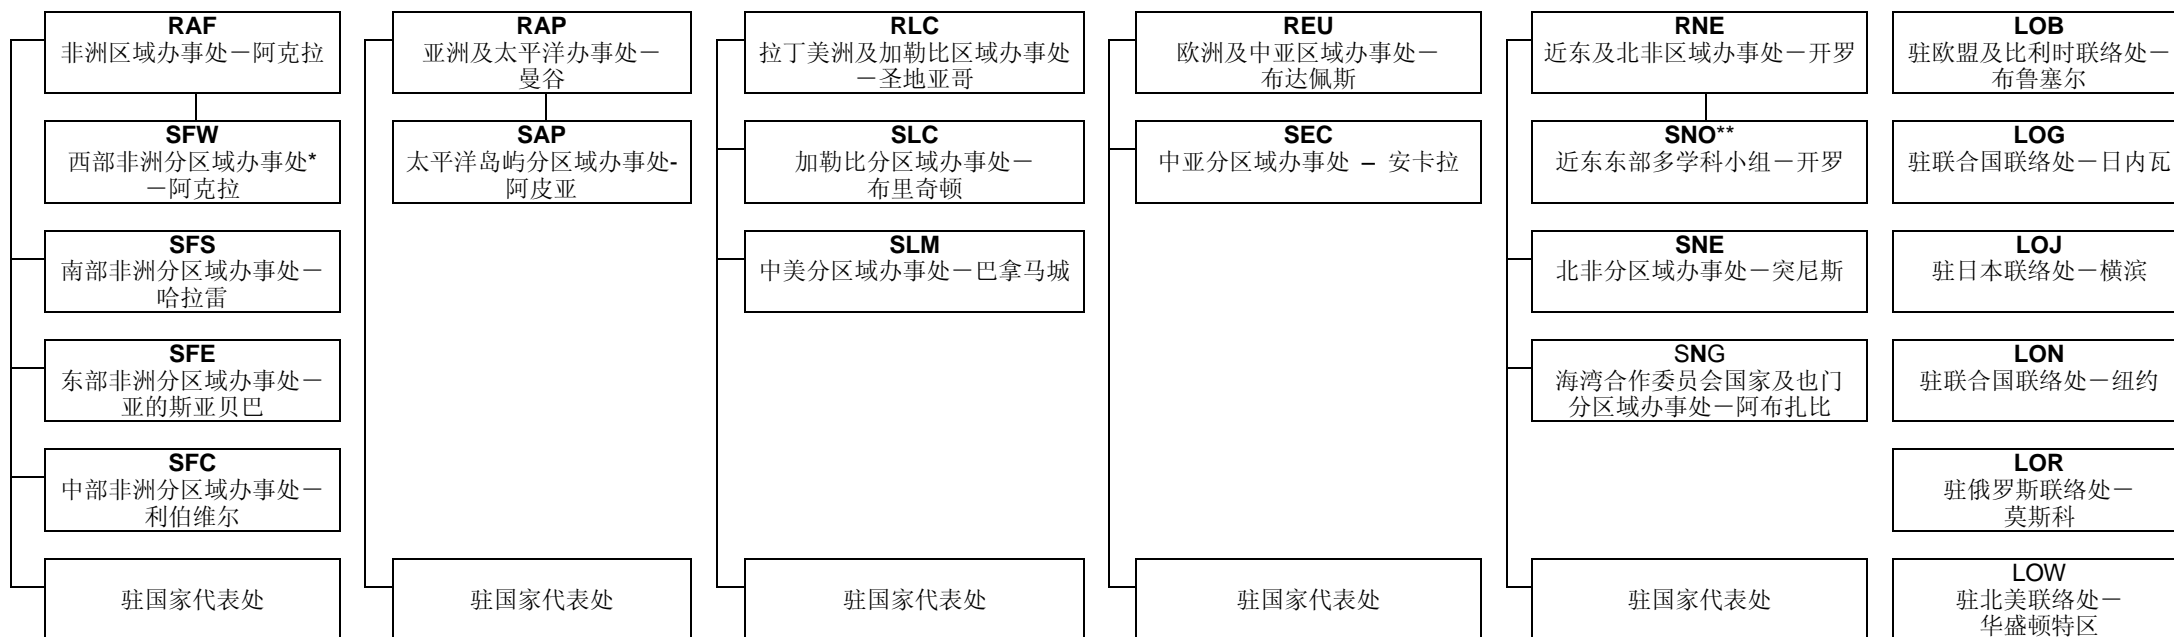 RAF
非洲区域办事处－阿克拉
SFW
西部非洲分区域办事处*
－阿克拉
SFS
南部非洲分区域办事处－
哈拉雷
SFE
东部非洲分区域办事处－
亚的斯亚贝巴
SFC
中部非洲分区域办事处－
利伯维尔
驻国家代表处
RAP
亚洲及太平洋办事处－
曼谷
SAP
太平洋岛屿分区域办事处-
阿皮亚
驻国家代表处
RLC
拉丁美洲及加勒比区域办事处
－圣地亚哥
SLC
加勒比分区域办事处－
布里奇顿
SLM
中美分区域办事处－巴拿马城
驻国家代表处
REU
欧洲及中亚区域办事处－
布达佩斯
SEC
中亚分区域办事处 – 安卡拉
驻国家代表处
RNE
近东及北非区域办事处－开罗
SNO**
近东东部多学科小组－开罗
SNE
北非分区域办事处－突尼斯
SNG
海湾合作委员会国家及也门
分区域办事处－阿布扎比
驻国家代表处
LOB
驻欧盟及比利时联络处－
布鲁塞尔
LOG
驻联合国联络处－日内瓦
LOJ
驻日本联络处－横滨
LON
驻联合国联络处－纽约
LOR
驻俄罗斯联络处－
莫斯科
LOW
驻北美联络处－
华盛顿特区